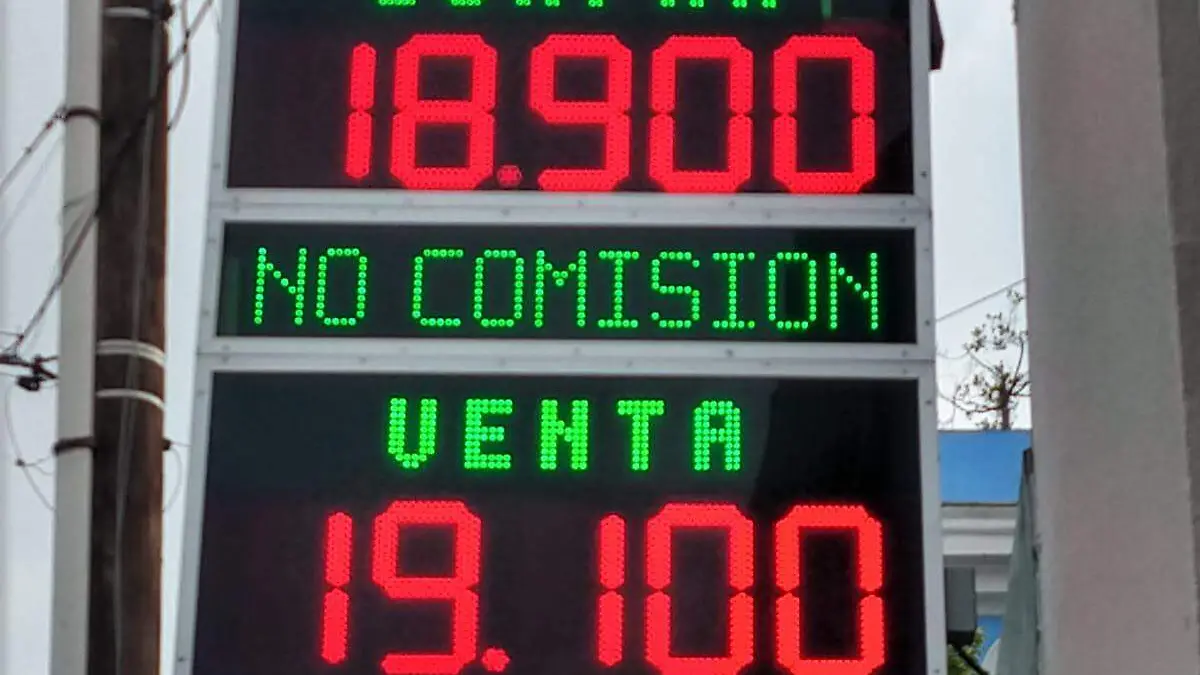 18.900
NO COMISION
VENTA
19.100